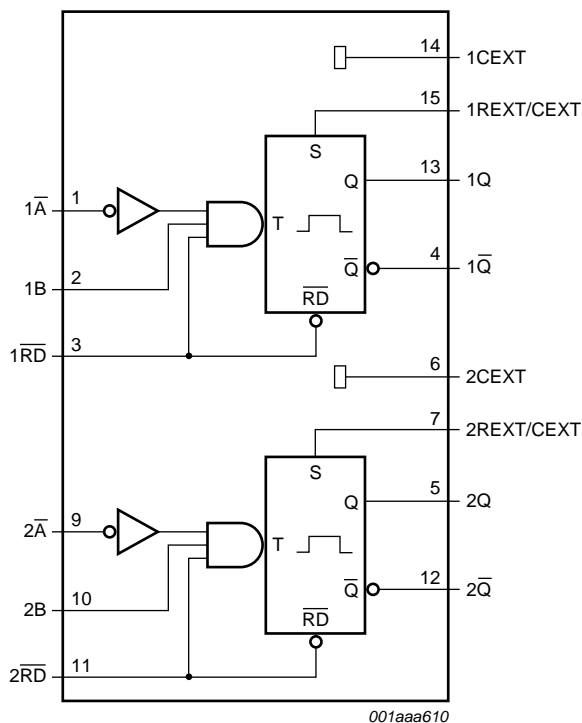 14 1CEXT
15 1REXT/CEXT
S
1A̅ 1 Q 13 1Q
T
1B 2 Q̅ 4 1Q̅
R̅D̅
1R̅D̅ 3
6 2CEXT
7 2REXT/CEXT
S
2A̅ 9 Q 5 2Q
T
2B 10 Q̅ 12 2Q̅
R̅D̅
2R̅D̅ 11
001aaa610